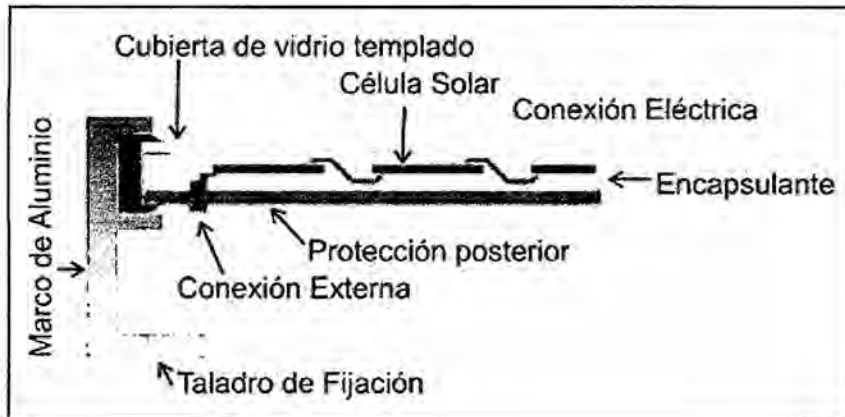 Cubierta de vidrio templado
Célula Solar
Conexión Eléctrica
Marco de Aluminio
Encapsulante
Protección posterior
Conexión Externa
Taladro de Fijación